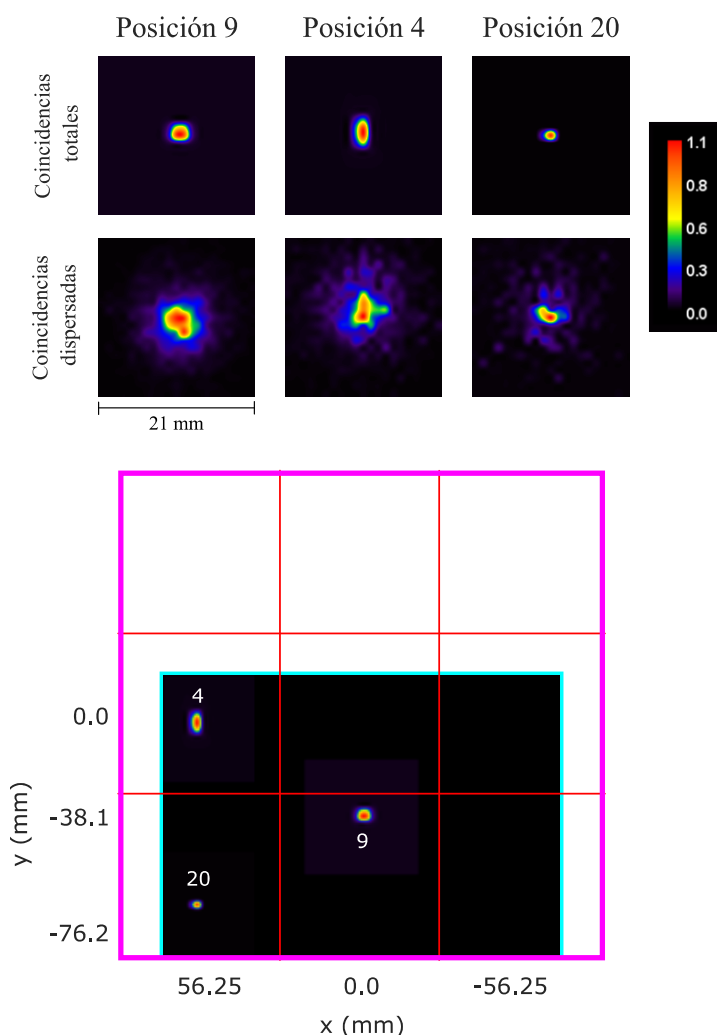 Posición 9 Posición 4 Posición 20
Coincidencias
totales
1.1
0.8
0.6
0.3
0.0
Coincidencias
dispersadas
21 mm
4
0.0
-38.1
9
20
-76.2
y (mm)
56.25 0.0 -56.25
x (mm)